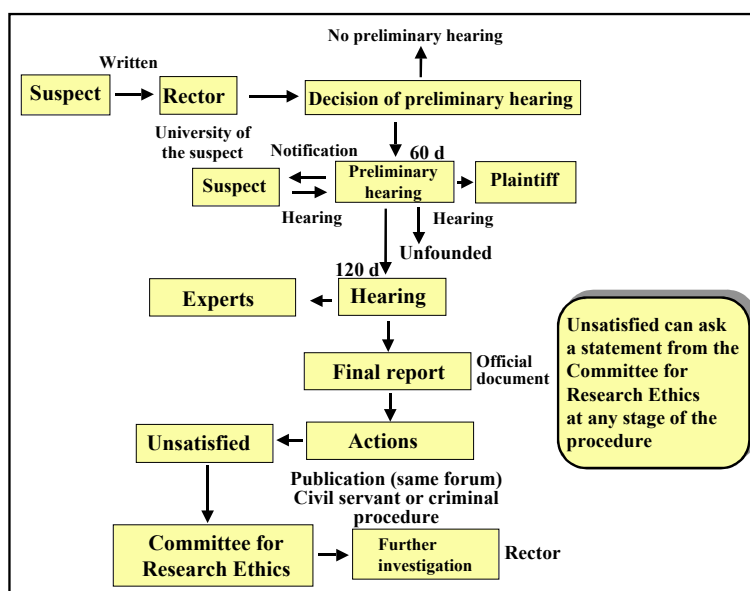 No preliminary hearing
Written
Suspect
Rector
Decision of preliminary hearing
University of
the suspect
Notification
60 d
Suspect
Preliminary
hearing
Plaintiff
Hearing
Hearing
Unfounded
120 d
Experts
Hearing
Unsatisfied can ask
a statement from the
Committee for
Research Ethics
at any stage of the
procedure
Final report
Official
document
Unsatisfied
Actions
Publication (same forum)
Civil servant or criminal
procedure
Committee for
Research Ethics
Further
investigation
Rector